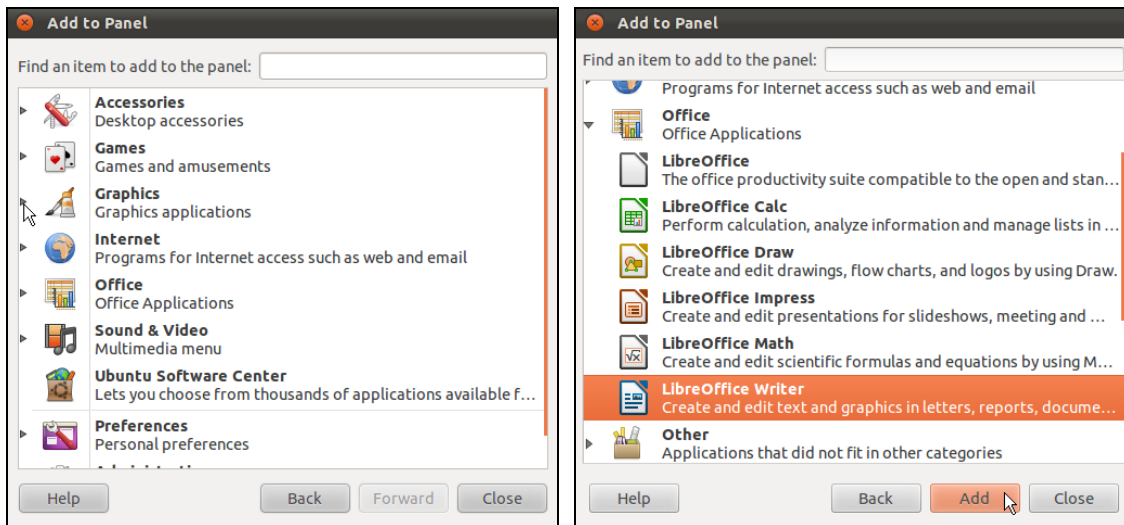 Add to Panel
Find an item to add to the panel:
Accessories
Desktop accessories
Games
Games and amusements
Graphics
Graphics applications
Internet
Programs for Internet access such as web and email
Office
Office Applications
Sound & Video
Multimedia menu
Ubuntu Software Center
Lets you choose from thousands of applications available f...
Preferences
Personal preferences
Help
Back
Forward
Close
Add to Panel
Find an item to add to the panel:
Programs for Internet access such as web and email
Office
Office Applications
LibreOffice
The office productivity suite compatible to the open and stan...
LibreOffice Calc
Perform calculation, analyze information and manage lists in ...
LibreOffice Draw
Create and edit drawings, flow charts, and logos by using Draw.
LibreOffice Impress
Create and edit presentations for slideshows, meeting and ...
LibreOffice Math
Create and edit scientific formulas and equations by using M...
LibreOffice Writer
Create and edit text and graphics in letters, reports, docume...
Other
Applications that did not fit in other categories
Help
Back
Add
Close